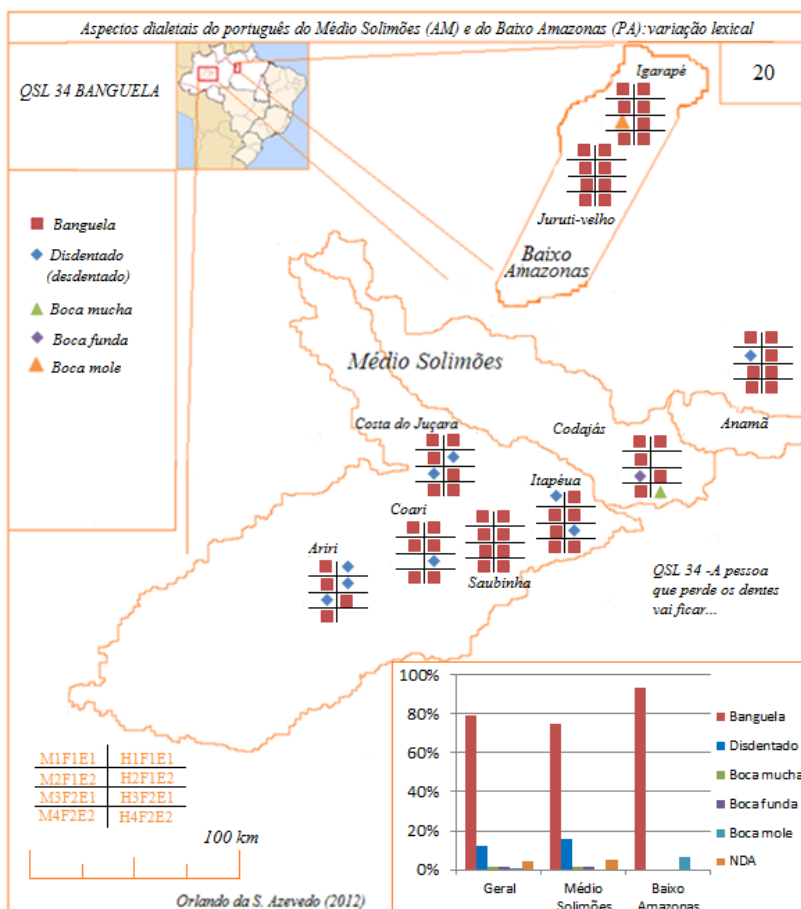 Aspectos dialetais do português do Médio Solimões (AM) e do Baixo Amazonas (PA):variação lexical
QSL 34 BANGUELA
20
Igarapé
Juruti-velho
Baixo
Amazonas
Banguela
Disdentado
(desdentado)
Boca mucha
Boca funda
Boca mole
Médio Solimões
Anamã
Costa do Juçara
Codajás
Itapéua
Coari
Saubinha
Ariri
QSL 34 -A pessoa
que perde os dentes
vai ficar...
M1F1E1 H1F1E1
M2F1E2 H2F1E2
M3F2E1 H3F2E1
M4F2E2 H4F2E2
100 km
Orlando da S. Azevedo (2012)
100%
80%
60%
40%
20%
0%
Geral
Médio
Solimões
Baixo
Amazonas
Banguela
Disdentado
Boca mucha
Boca funda
Boca mole
NDA